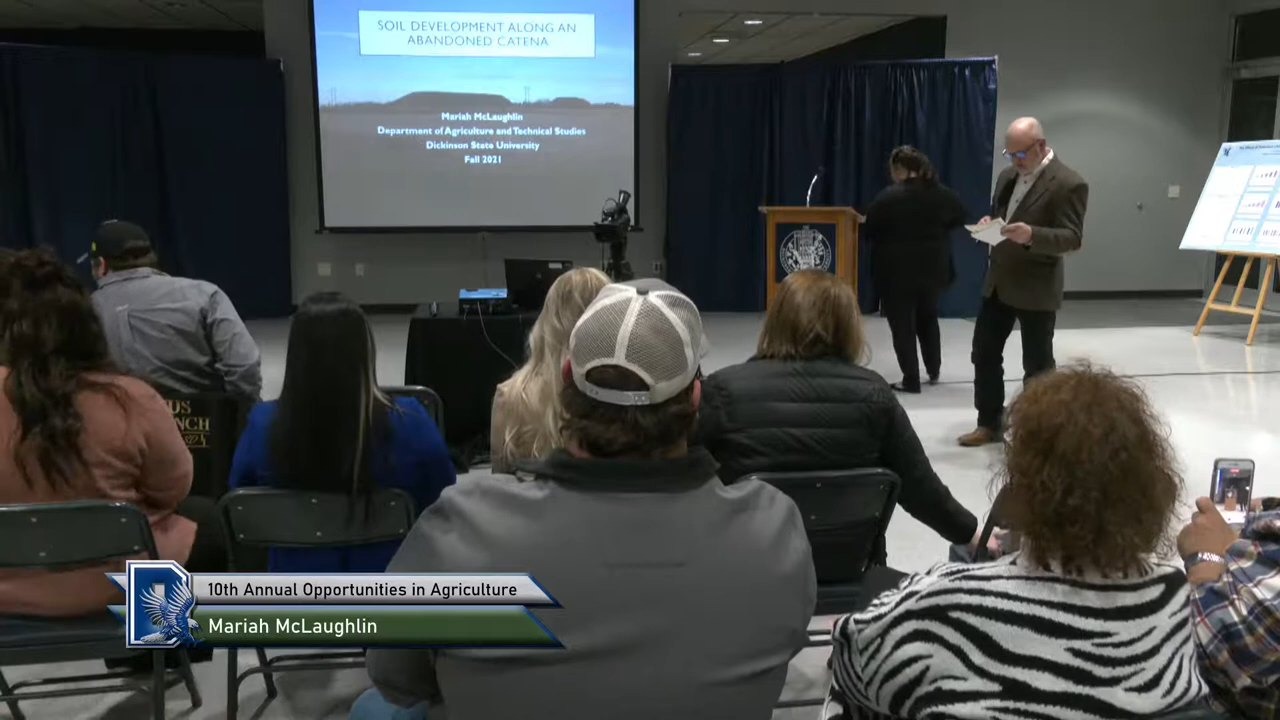 SOIL DEVELOPMENT ALONG AN
ABANDONED CATENA
Mariah McLaughlin
Department of Agriculture and Technical Studies
Dickinson State University
Fall 2021
10th Annual Opportunities in Agriculture
Mariah McLaughlin